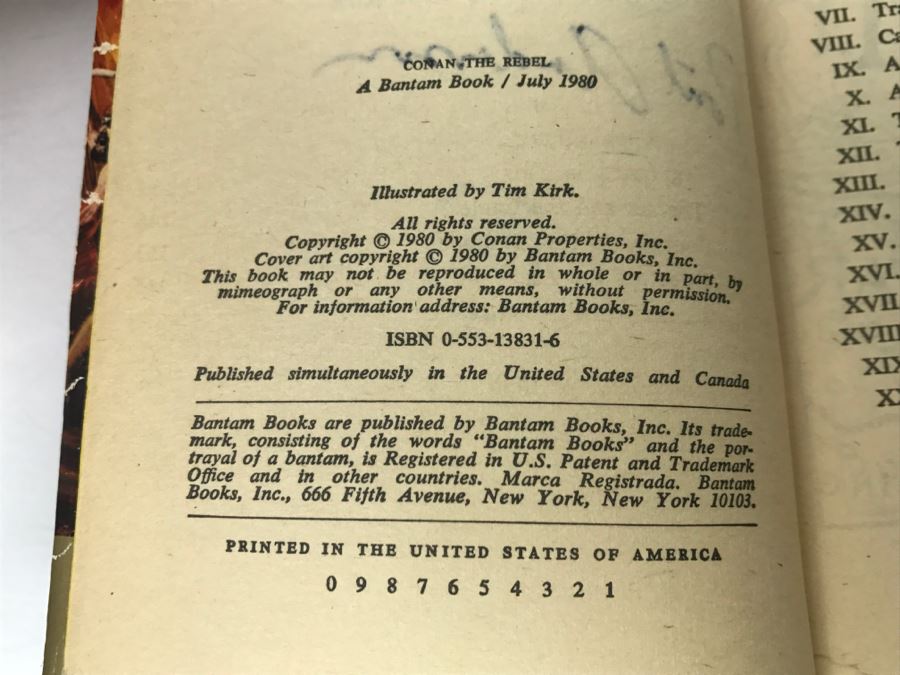 CONAN THE REBEL
A Bantam Book / July 1980
Illustrated by Tim Kirk.
All rights reserved.
Copyright © 1980 by Conan Properties, Inc.
Cover art copyright © 1980 by Bantam Books, Inc.
This book may not be reproduced in whole or in part, by
mimeograph or any other means, without permission.
For information address: Bantam Books, Inc.
ISBN 0-553-13831-6
Published simultaneously in the United States and Canada
Bantam Books are published by Bantam Books, Inc. Its trade-
mark, consisting of the words "Bantam Books" and the por-
trayal of a bantam, is Registered in U.S. Patent and Trademark
Office and in other countries. Marca Registrada. Bantam
Books, Inc., 666 Fifth Avenue, New York, New York 10103.
PRINTED IN THE UNITED STATES OF AMERICA
0 9 8 7 6 5 4 3 2 1
VII.
VIII.
IX.
X.
XI.
XII.
XIII.
XIV.
XV.
XVI.
XVII
XVIII